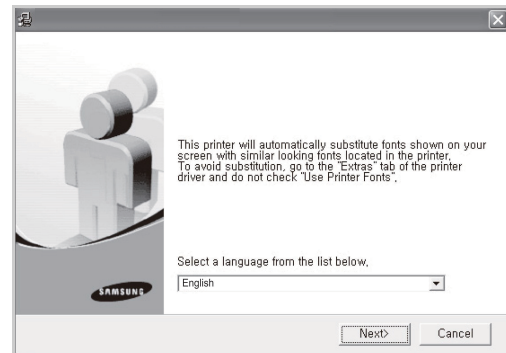 This printer will automatically substitute fonts shown on your
screen with similar looking fonts located in the printer,
To avoid substitution, go to the "Extras" tab of the printer
driver and do not check "Use Printer Fonts",
Select a language from the list below,
English
SAMSUNG
Next>
Cancel